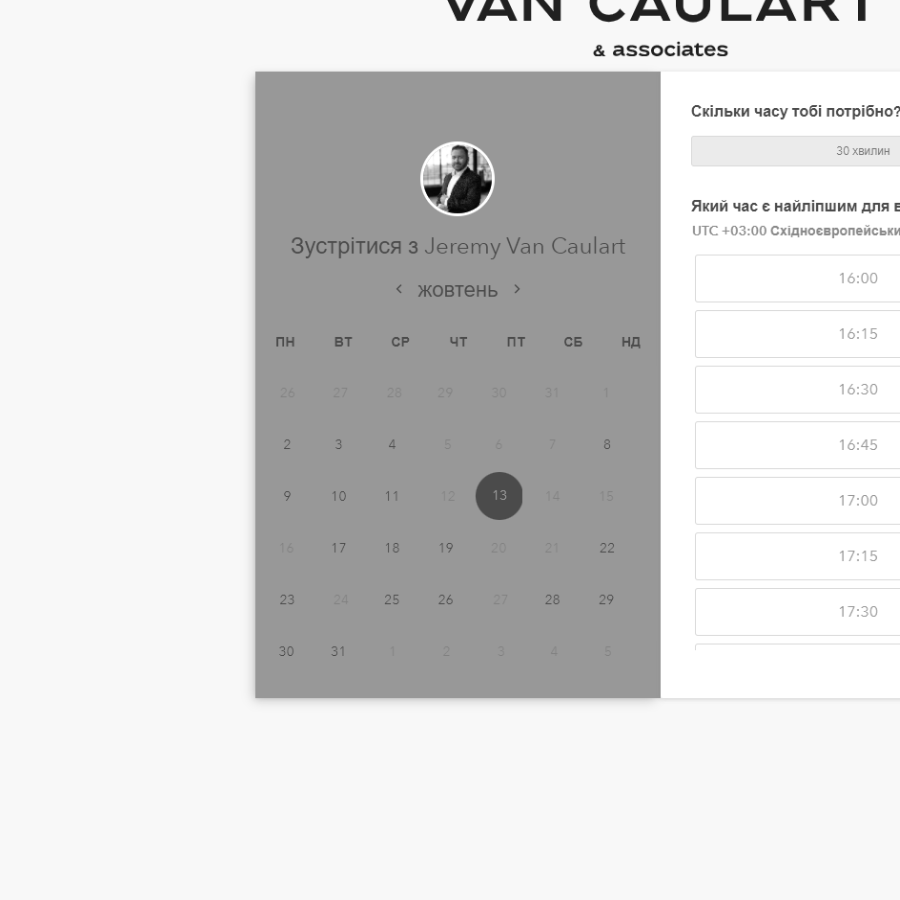 VAN CAULART
& associates
Скільки часу тобі потрібно?
30 хвилин
Зустрітися з Jeremy Van Caulart
жовтень
ПН ВТ СР ЧТ ПТ СБ НД
26 27 28 29 30 31 1
2 3 4 5 6 7 8
9 10 11 12 13 14 15
16 17 18 19 20 21 22
23 24 25 26 27 28 29
30 31 1 2 3 4 5
Який час є найліпшим для
UTC +03:00
16:00
16:15
16:30
16:45
17:00
17:15
17:30